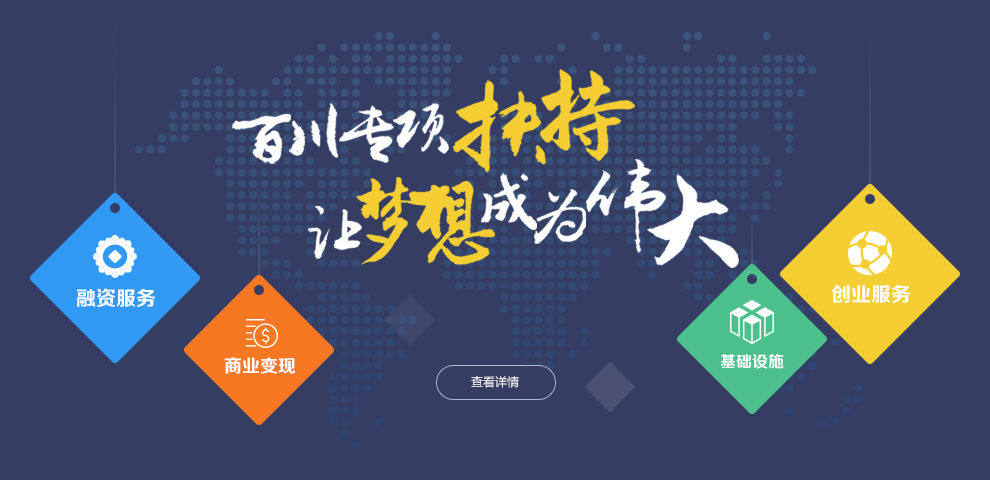 百川专项扶持
让梦想成为伟大
融资服务
商业变现
基础设施
创业服务
查看详情